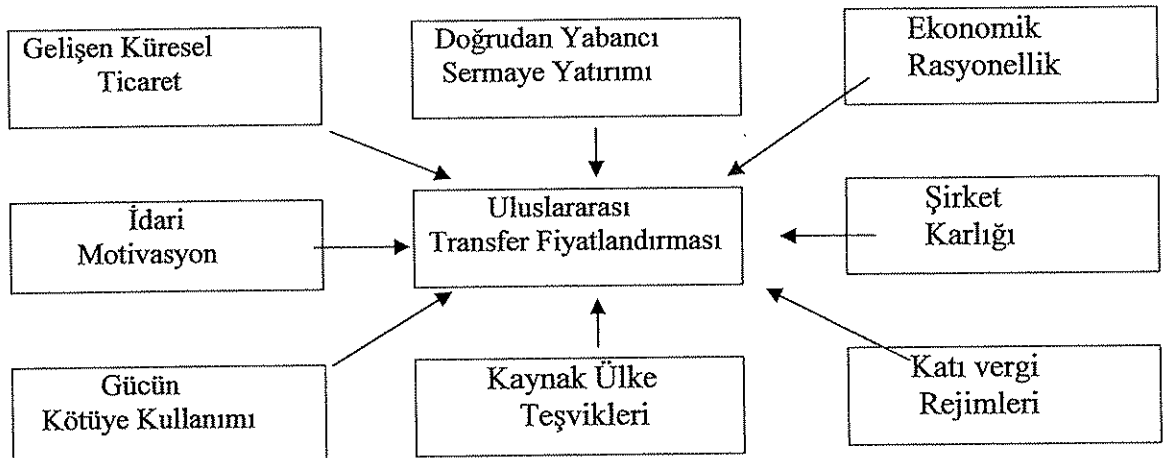 Gelişen Küresel
Ticaret
Doğrudan Yabancı
Sermaye Yatırımı
Ekonomik
Rasyonellik
İdari
Motivasyon
Uluslararası
Transfer Fiyatlandırması
Şirket
Karlığı
Gücün
Kötüye Kullanımı
Kaynak Ülke
Teşvikleri
Katı vergi
Rejimleri